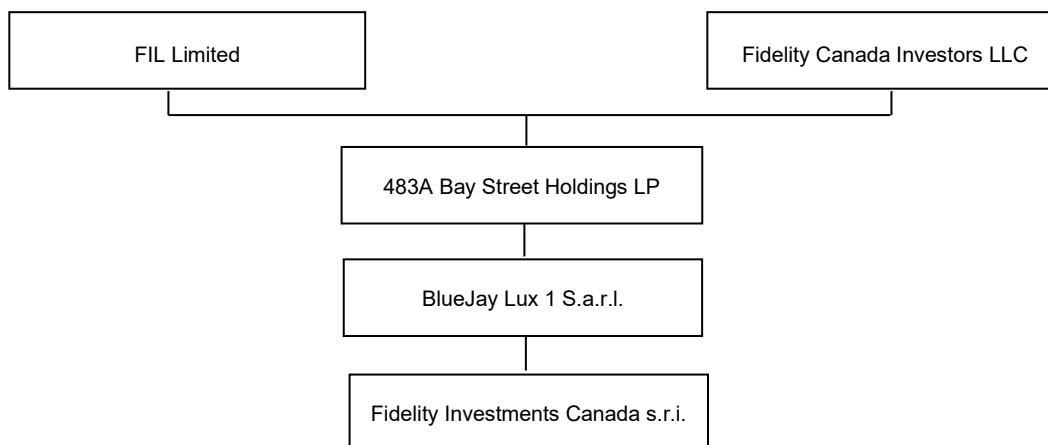 FIL Limited
Fidelity Canada Investors LLC
483A Bay Street Holdings LP
BlueJay Lux 1 S.a.r.l.
Fidelity Investments Canada s.r.i.